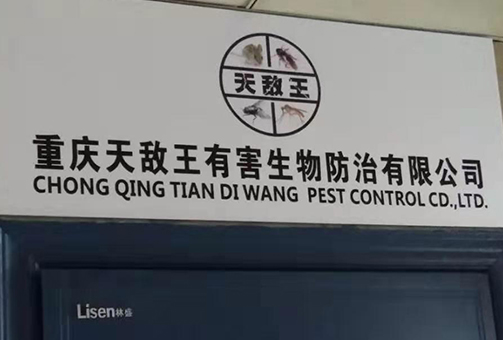 天敌王
重庆天敌王有害生物防治有限公司
CHONG QING TIAN DI WANG PEST CONTROL CD.,LTD.
Lisen林盛